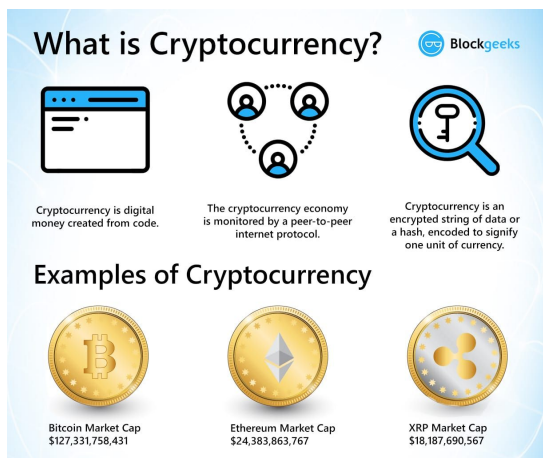 What is Cryptocurrency?
Blockgeeks
Cryptocurrency is digital
money created from code.
The cryptocurrency economy
is monitored by a peer-to-peer
internet protocol.
Cryptocurrency is an
encrypted string of data or
a hash, encoded to signify
one unit of currency.
Examples of Cryptocurrency
Bitcoin Market Cap
$127,331,758,431
Ethereum Market Cap
$24,383,863,767
XRP Market Cap
$18,187,690,567